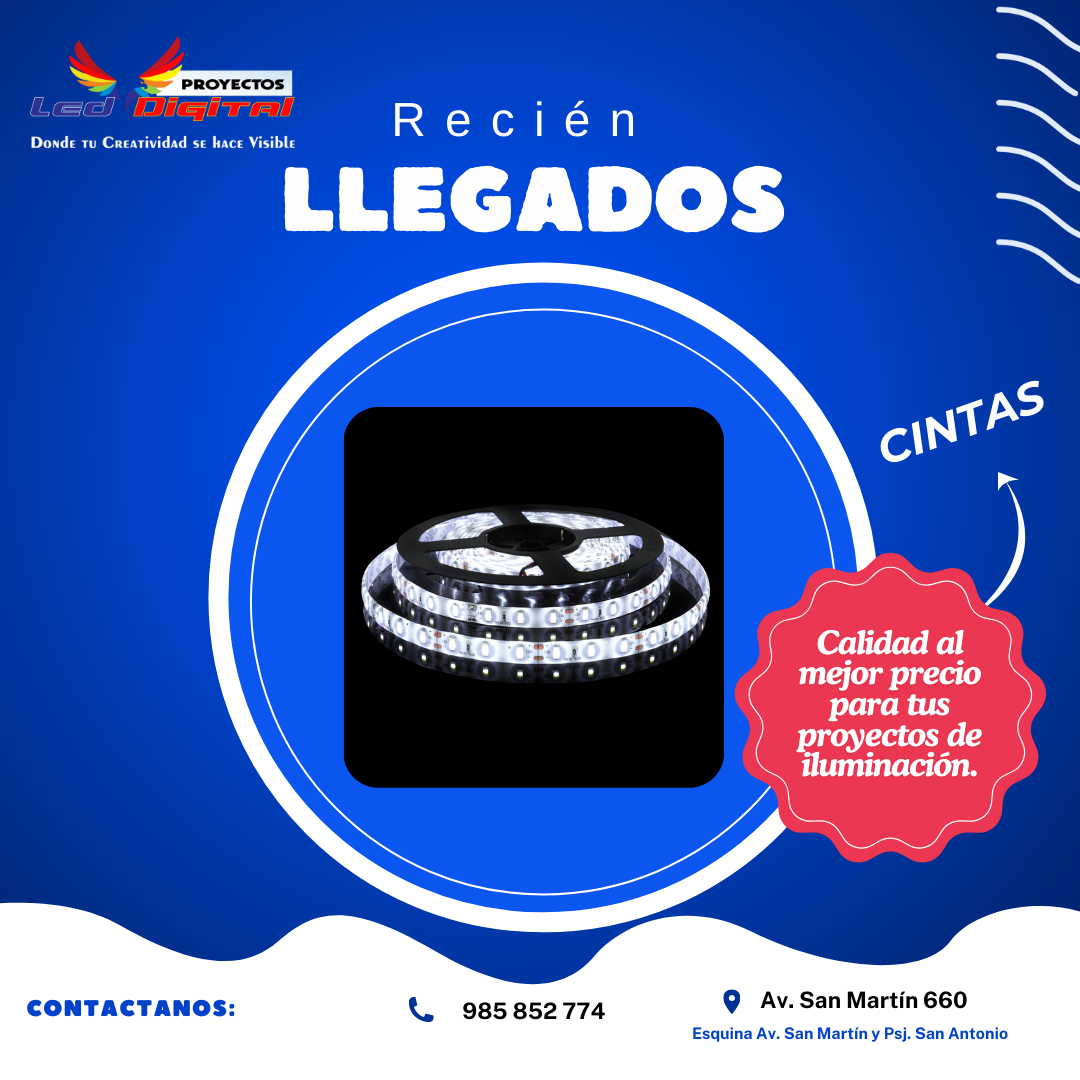 PROYECTOS
Led Digital
Donde tu Creatividad se hace Visible
Recién
LLEGADOS
CINTAS
Calidad al
mejor precio
para tus
proyectos de
iluminación.
CONTACTANOS:
985 852 774
Av. San Martín 660
Esquina Av. San Martín y Psj. San Antonio